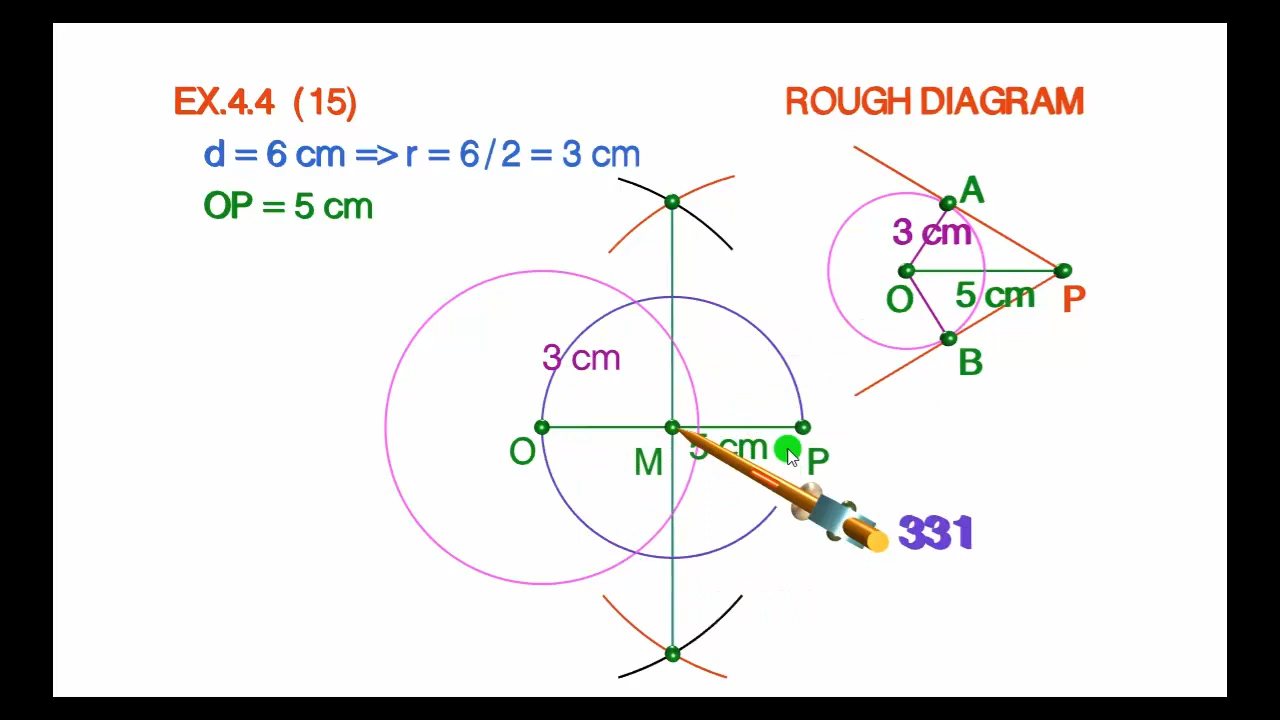 EX.4.4 (15)
ROUGH DIAGRAM
d = 6 cm => r = 6/2 = 3 cm
OP = 5 cm
A
3 cm
O
5 cm
P
B
3 cm
O
M
5 cm
P
331